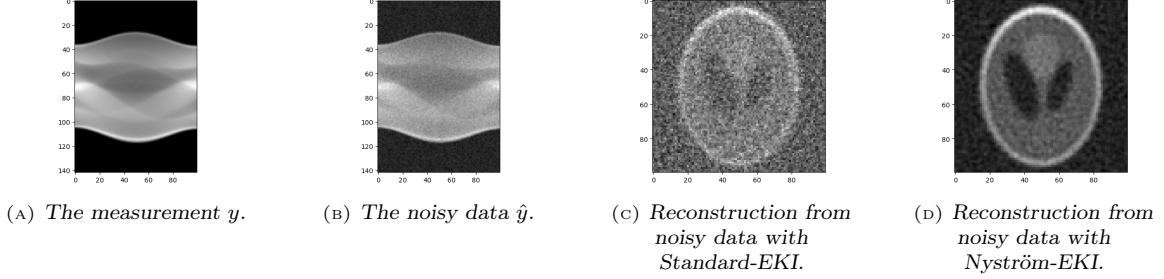 0
20
40
60
80
100
120
140
0 20 40 60 80
0
20
40
60
80
100
120
140
0 20 40 60 80
0
20
40
60
80
0 20 40 60 80
0
20
40
60
80
0 20 40 60 80
(A) The measurement y.
(B) The noisy data ŷ.
(C) Reconstruction from
noisy data with
Standard-EKI.
(D) Reconstruction from
noisy data with
Nyström-EKI.